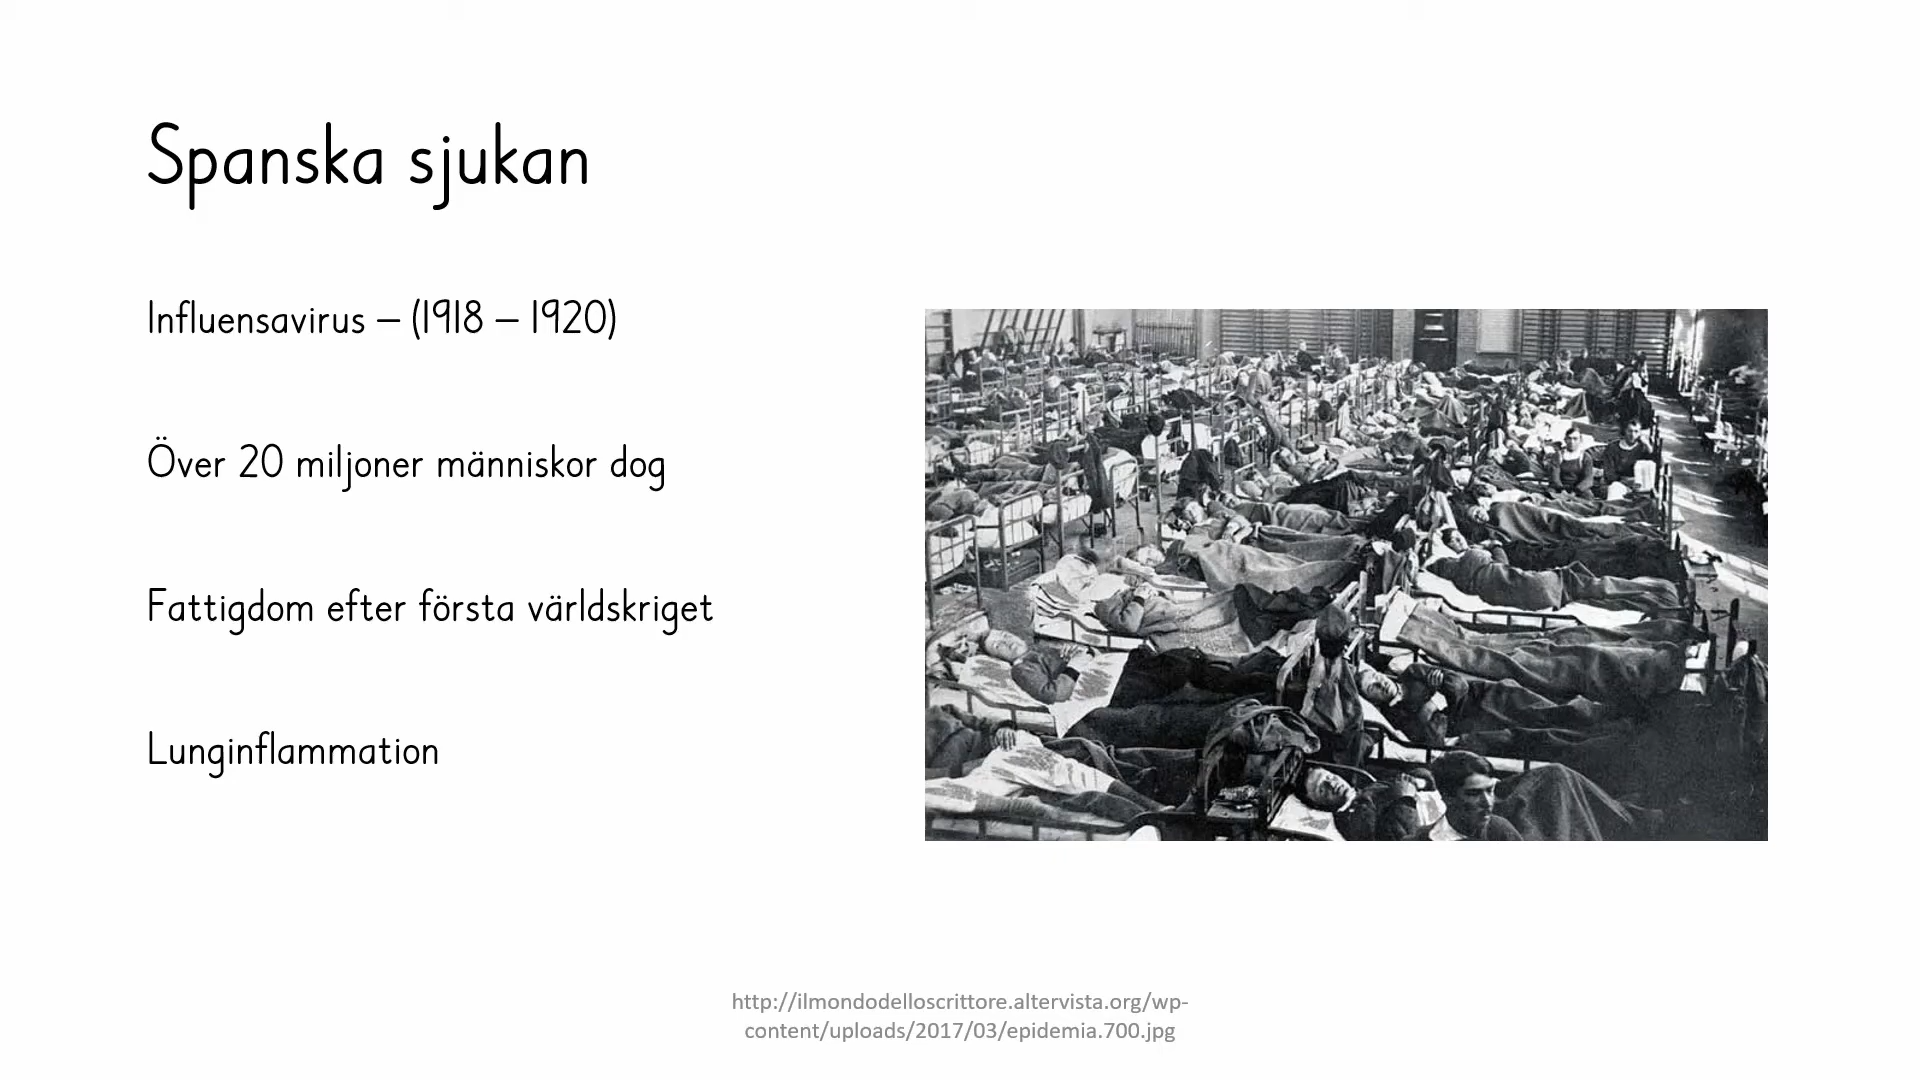 Spanska sjukan
Influensavirus – (1918 – 1920)
Över 20 miljoner människor dog
Fattigdom efter första världskriget
Lunginflammation
http://ilmondodelloscrittore.altervista.org/wp-
content/uploads/2017/03/epidemia.700.jpg